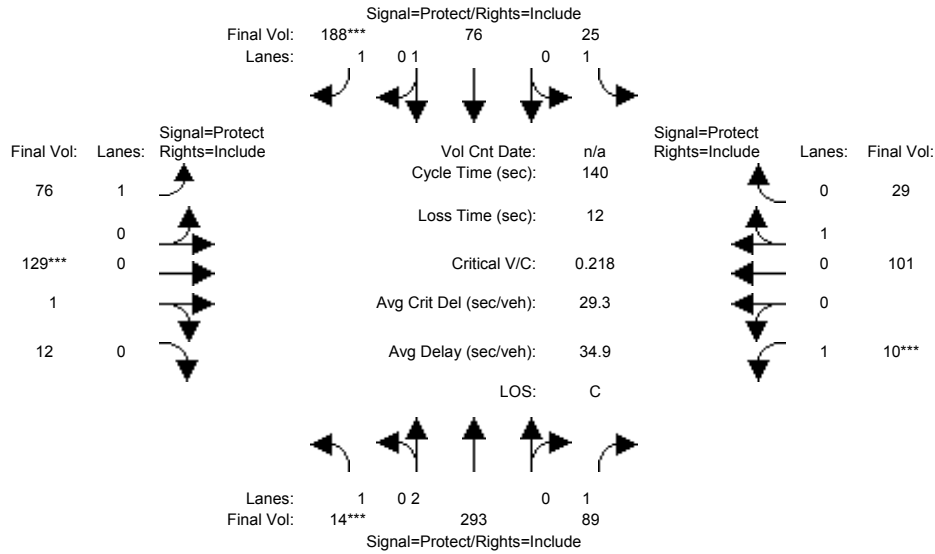 Signal=Protect/Rights=Include
Final Vol: 188*** 76 25
Lanes: 1 0 1 0 1
Signal=Protect
Final Vol: Lanes: Rights=Include
Vol Cnt Date: n/a
Signal=Protect
Rights=Include Lanes: Final Vol:
Cycle Time (sec): 140
76 1
0 29
Loss Time (sec): 12
0
1
129*** 0
Critical V/C: 0.218
0 101
1
Avg Crit Del (sec/veh): 29.3
0
12 0
Avg Delay (sec/veh): 34.9
1 10***
LOS: C
Lanes: 1 0 2 0 1
Final Vol: 14*** 293 89
Signal=Protect/Rights=Include